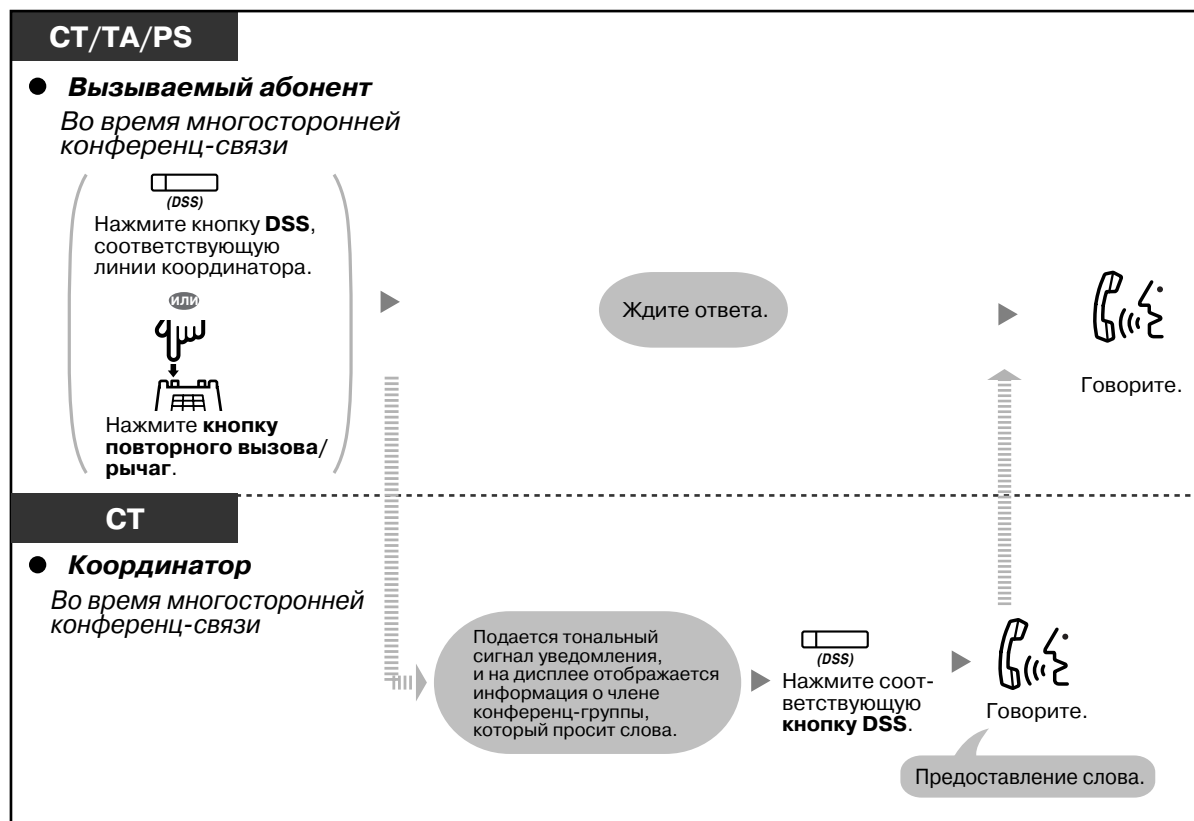 CT/TA/PS
● Вызываемый абонент
Во время многосторонней
конференц-связи
(DSS)
Нажмите кнопку DSS,
соответствующую
линии координатора.
или
Нажмите кнопку
повторного вызова/
рычаг.
Ждите ответа.
Говорите.
CT
● Координатор
Во время многосторонней
конференц-связи
Подается тональный
сигнал уведомления,
и на дисплее отображается
информация о члене
конференц-группы,
который просит слова.
(DSS)
Нажмите соот-
ветствующую
кнопку DSS.
Говорите.
Предоставление слова.